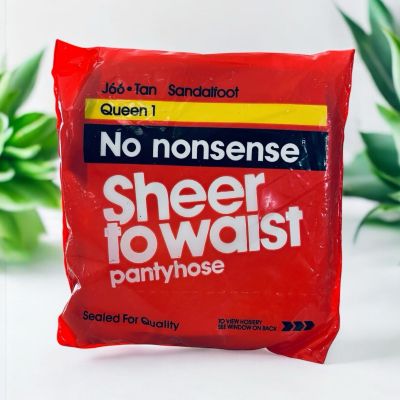 J66•Tan Sandalfoot
Queen 1
No nonsense®
Sheer
to waist
pantyhose
Sealed For Quality
TO VIEW HOSIERY
SEE WINDOW ON BACK